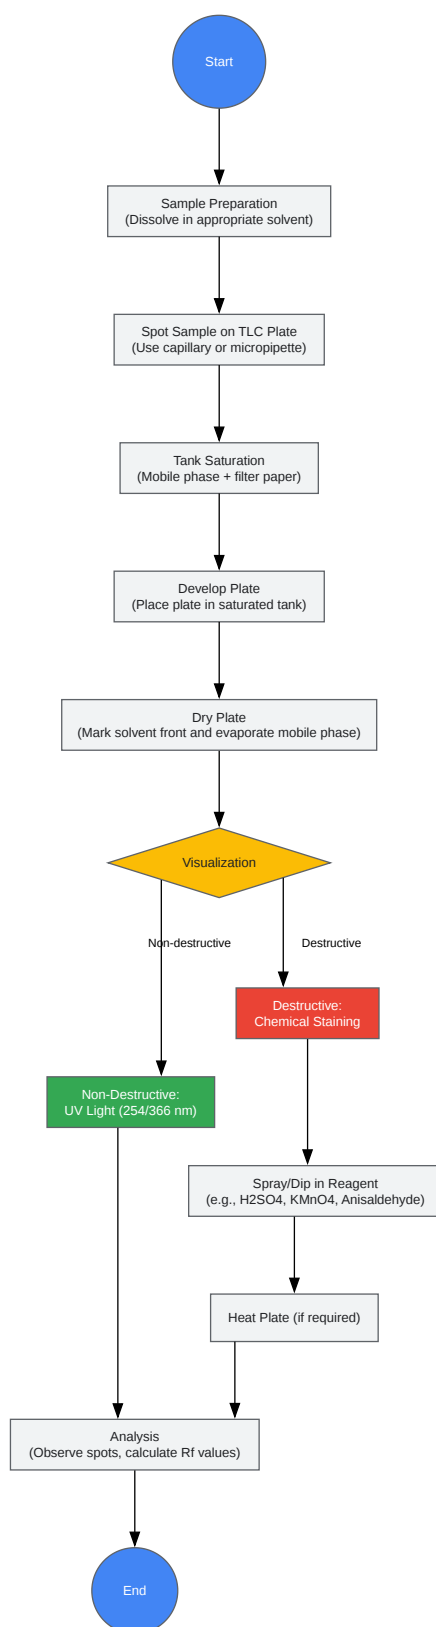 Start
Sample Preparation
(Dissolve in appropriate solvent)
Spot Sample on TLC Plate
(Use capillary or micropipette)
Tank Saturation
(Mobile phase + filter paper)
Develop Plate
(Place plate in saturated tank)
Dry Plate
(Mark solvent front and evaporate mobile phase)
Visualization
Non-destructive
Destructive
Destructive:
Chemical Staining
Non-Destructive:
UV Light (254/366 nm)
Spray/Dip in Reagent
(e.g., H2SO4, KMnO4, Anisaldehyde)
Heat Plate (if required)
Analysis
(Observe spots, calculate Rf values)
End